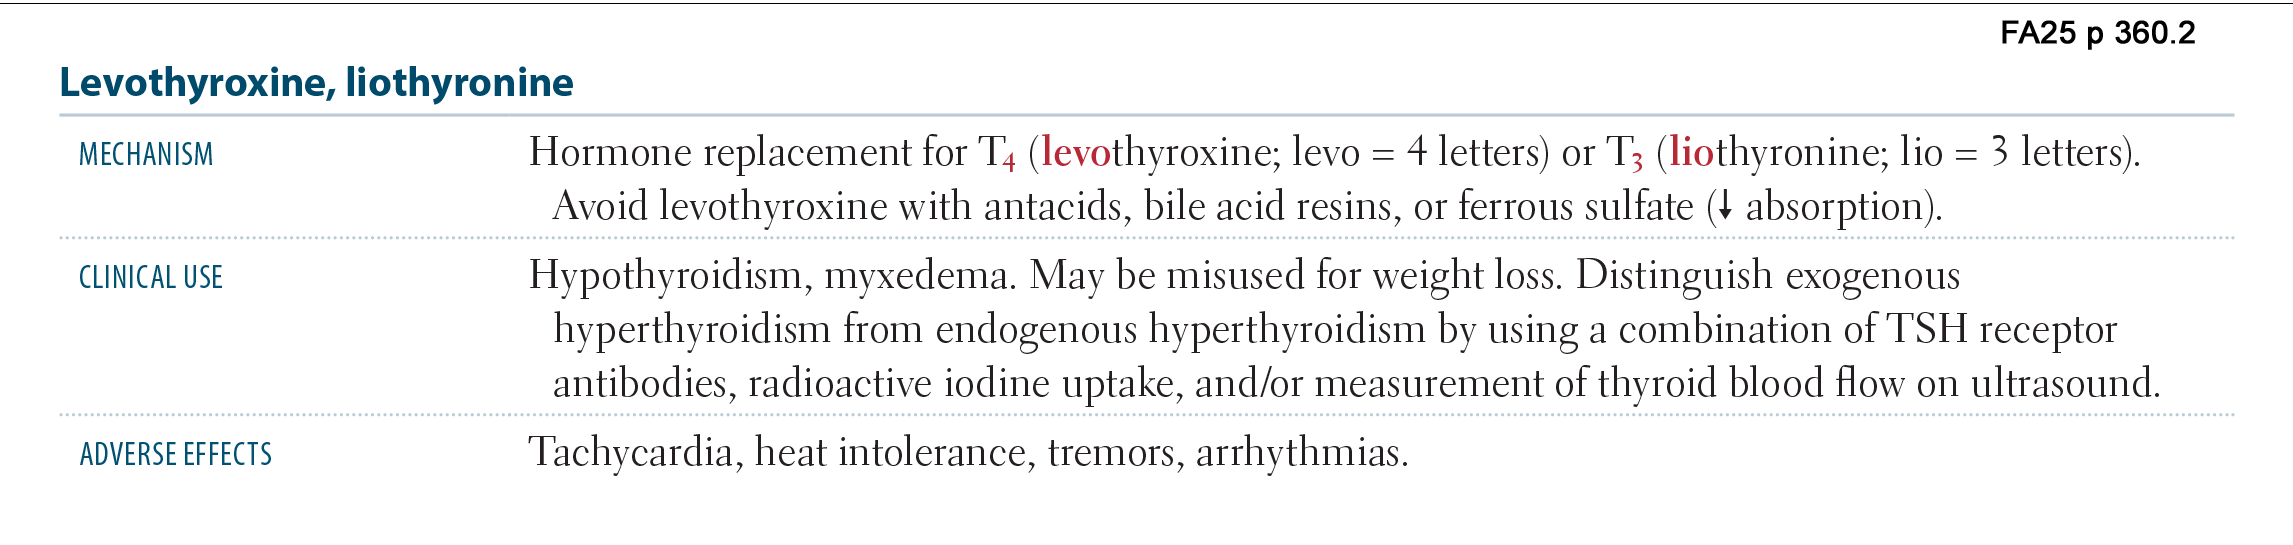 FA25 p 360.2
Levothyroxine, liothyronine
MECHANISM Hormone replacement for T4 (levothyroxine; levo = 4 letters) or T3 (liothyronine; lio = 3 letters).
Avoid levothyroxine with antacids, bile acid resins, or ferrous sulfate (↓ absorption).
CLINICAL USE Hypothyroidism, myxedema. May be misused for weight loss. Distinguish exogenous
hyperthyroidism from endogenous hyperthyroidism by using a combination of TSH receptor
antibodies, radioactive iodine uptake, and/or measurement of thyroid blood flow on ultrasound.
ADVERSE EFFECTS Tachycardia, heat intolerance, tremors, arrhythmias.